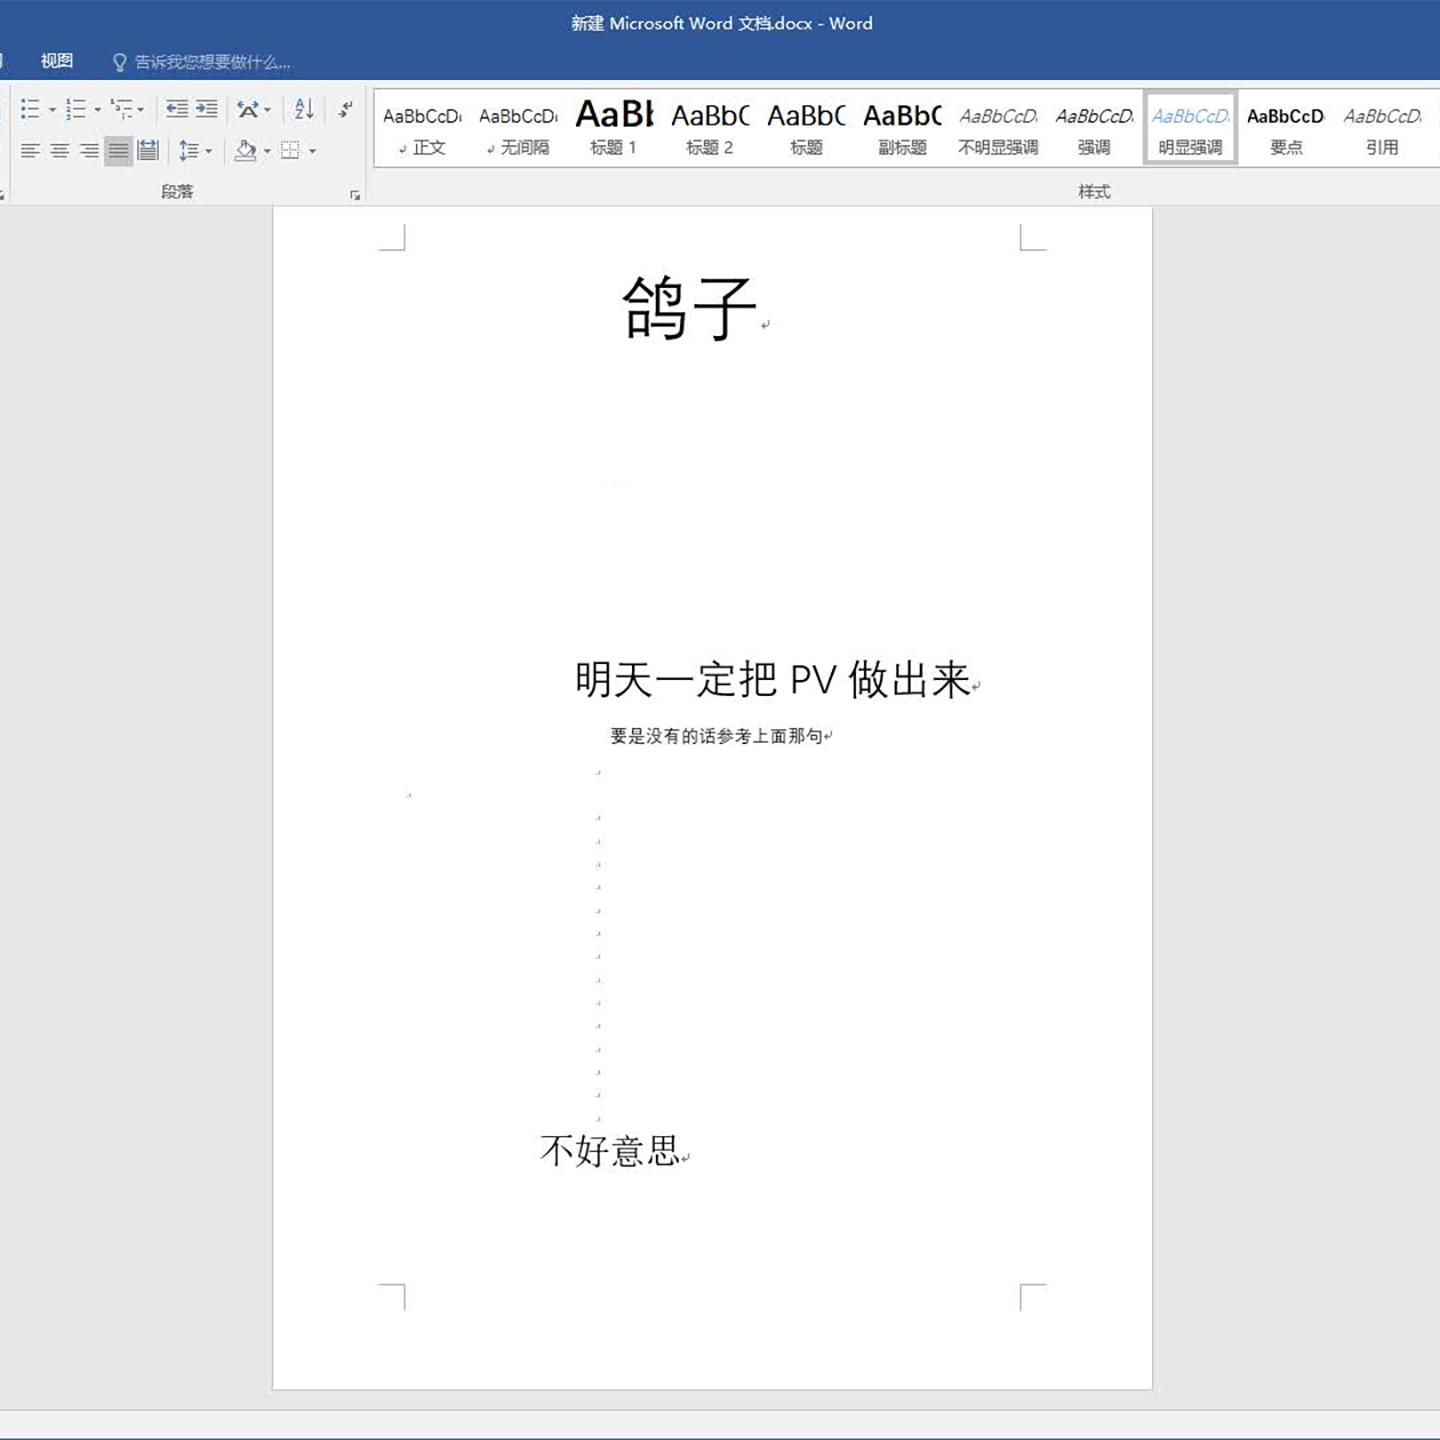 新建 Microsoft Word 文档.docx - Word
视图
告诉我您想要做什么...
AaBbCcD AaBbCcD AaBb AaBbC AaBbC AaBbC AaBbCcD AaBbCcD AaBbCcD AaBbCcD AaBbCcD
正文 无间隔 标题 1 标题 2 标题 副标题 不明显强调 强调 明显强调 要点 引用
段落 样式
鸽子
明天一定把 PV 做出来
要是没有的话参考上面那句
不好意思